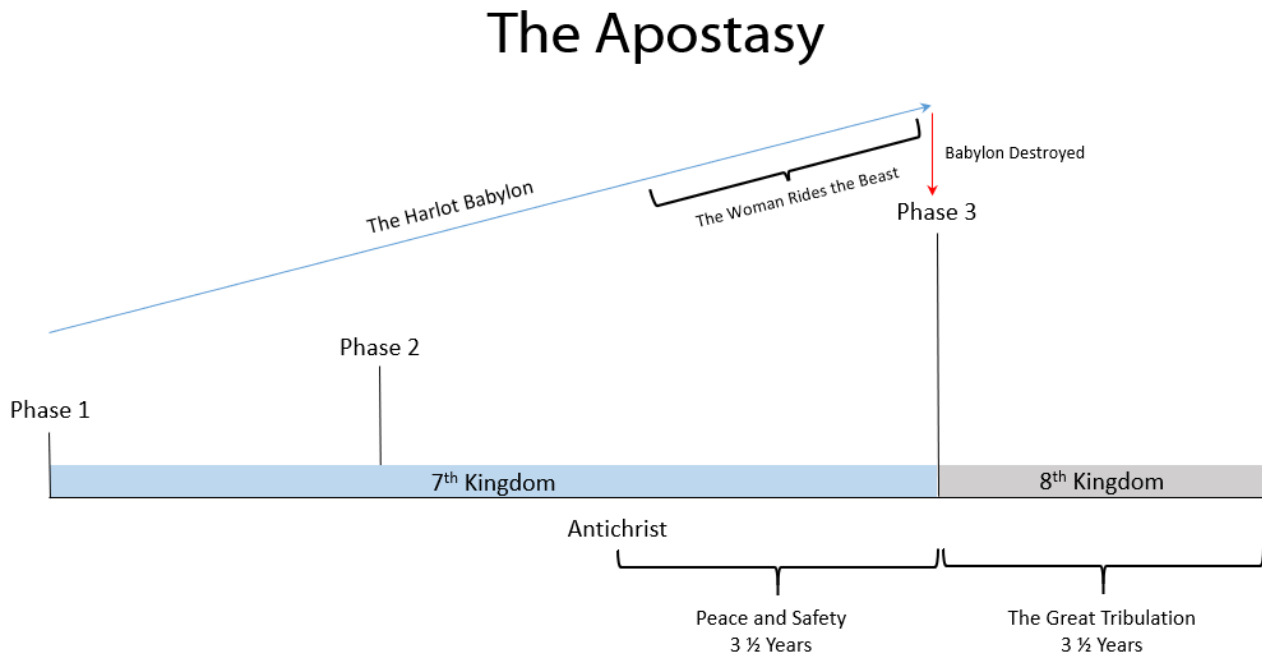 The Apostasy
The Harlot Babylon
The Woman Rides the Beast
Babylon Destroyed
Phase 3
Phase 2
Phase 1
7th Kingdom
8th Kingdom
Antichrist
Peace and Safety
3 ½ Years
The Great Tribulation
3 ½ Years